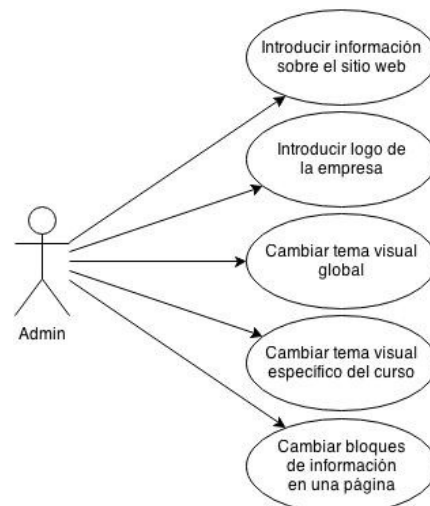 Introducir información
sobre el sitio web
Introducir logo de
la empresa
Cambiar tema visual
global
Admin
Cambiar tema visual
específico del curso
Cambiar bloques
de información
en una página